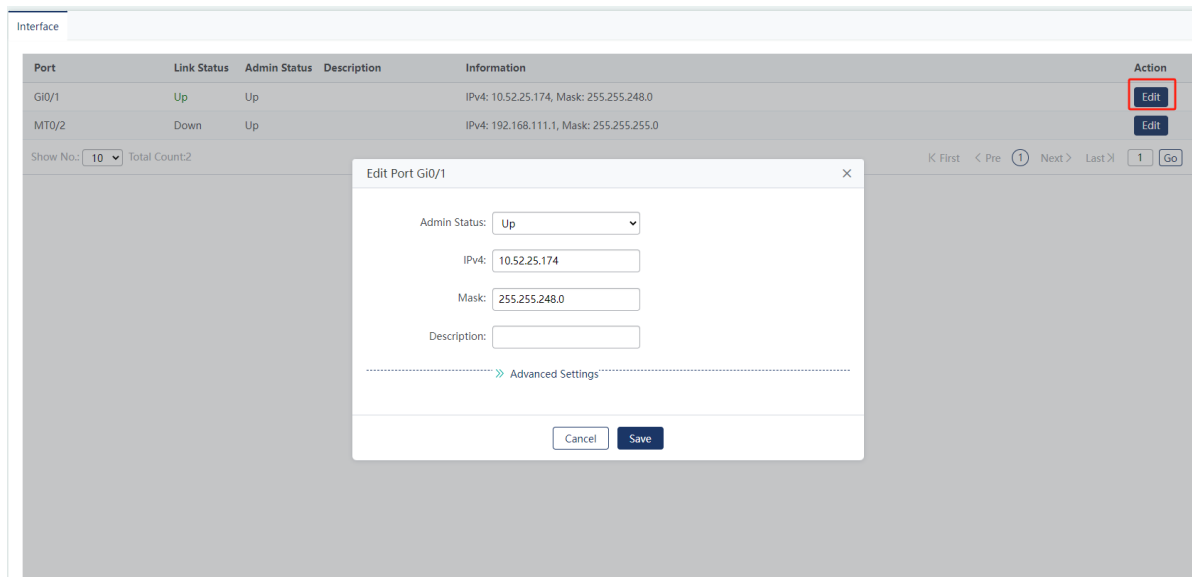 Interface
Port Link Status Admin Status Description Information Action
Gi0/1 Up Up IPv4: 10.52.25.174, Mask: 255.255.248.0 Edit
MT0/2 Down Up IPv4: 192.168.111.1, Mask: 255.255.255.0 Edit
Show No.: 10 Total Count:2 First Pre 1 Next Last 1 Go
Edit Port Gi0/1
Admin Status: Up
IPv4: 10.52.25.174
Mask: 255.255.248.0
Description:
Advanced Settings
Cancel Save